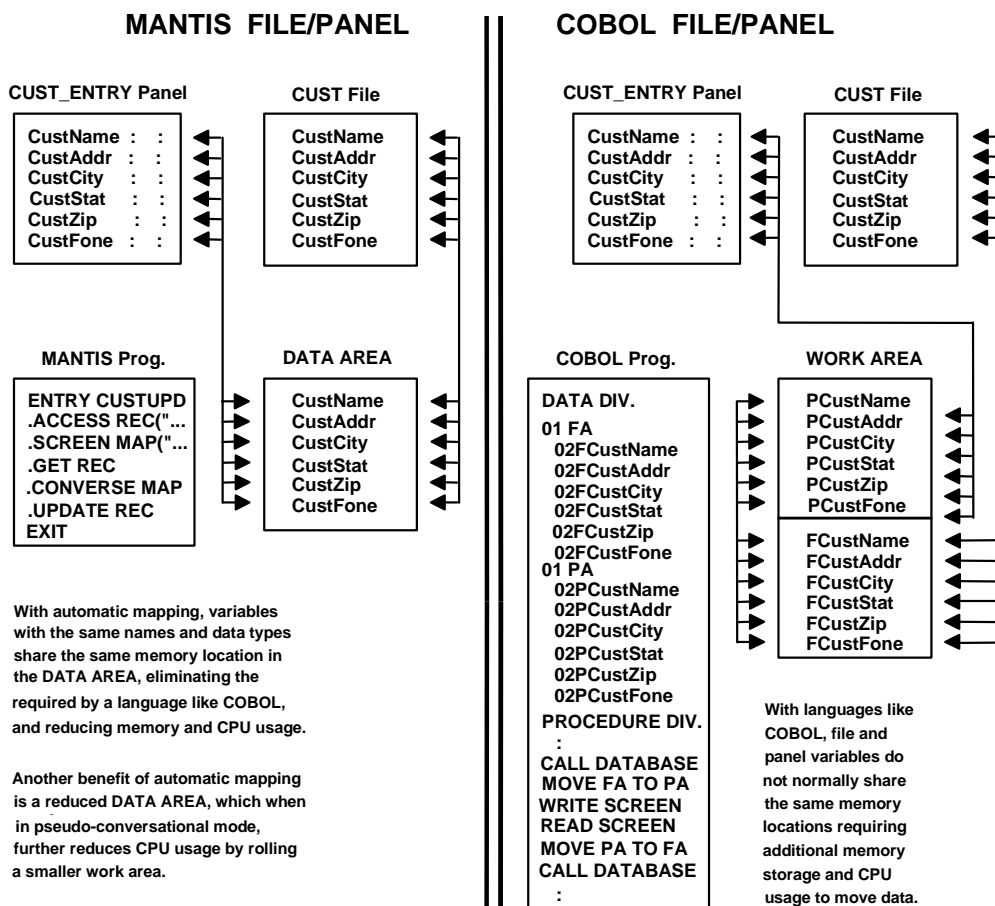 MANTIS FILE/PANEL
CUST_ENTRY Panel
CustName : :
CustAddr : :
CustCity : :
CustStat : :
CustZip : :
CustFone : :
CUST File
CustName
CustAddr
CustCity
CustStat
CustZip
CustFone
MANTIS Prog.
ENTRY CUSTUPD
.ACCESS REC("...
.SCREEN MAP("...
.GET REC
.CONVERSE MAP
.UPDATE REC
EXIT
DATA AREA
CustName
CustAddr
CustCity
CustStat
CustZip
CustFone
With automatic mapping, variables
with the same names and data types
share the same memory location in
the DATA AREA, eliminating the
required by a language like COBOL,
and reducing memory and CPU usage.
Another benefit of automatic mapping
is a reduced DATA AREA, which when
in pseudo-conversational mode,
further reduces CPU usage by rolling
a smaller work area.
COBOL FILE/PANEL
CUST_ENTRY Panel
CustName : :
CustAddr : :
CustCity : :
CustStat : :
CustZip : :
CustFone : :
CUST File
CustName
CustAddr
CustCity
CustStat
CustZip
CustFone
COBOL Prog.
DATA DIV.
01 FA
02FCustName
02FCustAddr
02FCustCity
02FCustStat
02FCustZip
02FCustFone
01 PA
02PCustName
02PCustAddr
02PCustCity
02PCustStat
02PCustZip
02PCustFone
PROCEDURE DIV.
:
CALL DATABASE
MOVE FA TO PA
WRITE SCREEN
READ SCREEN
MOVE PA TO FA
CALL DATABASE
:
WORK AREA
PCustName
PCustAddr
PCustCity
PCustStat
PCustZip
PCustFone
FCustName
FCustAddr
FCustCity
FCustStat
FCustZip
FCustFone
With languages like
COBOL, file and
panel variables do
not normally share
the same memory
locations requiring
additional memory
storage and CPU
usage to move data.